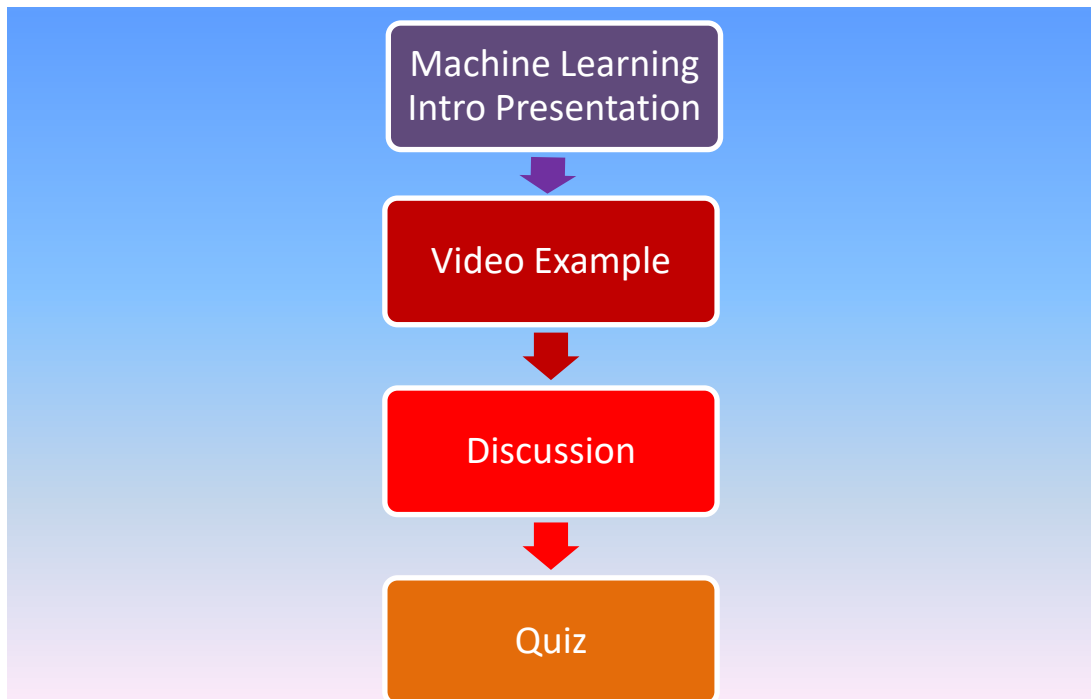 Machine Learning
Intro Presentation
Video Example
Discussion
Quiz